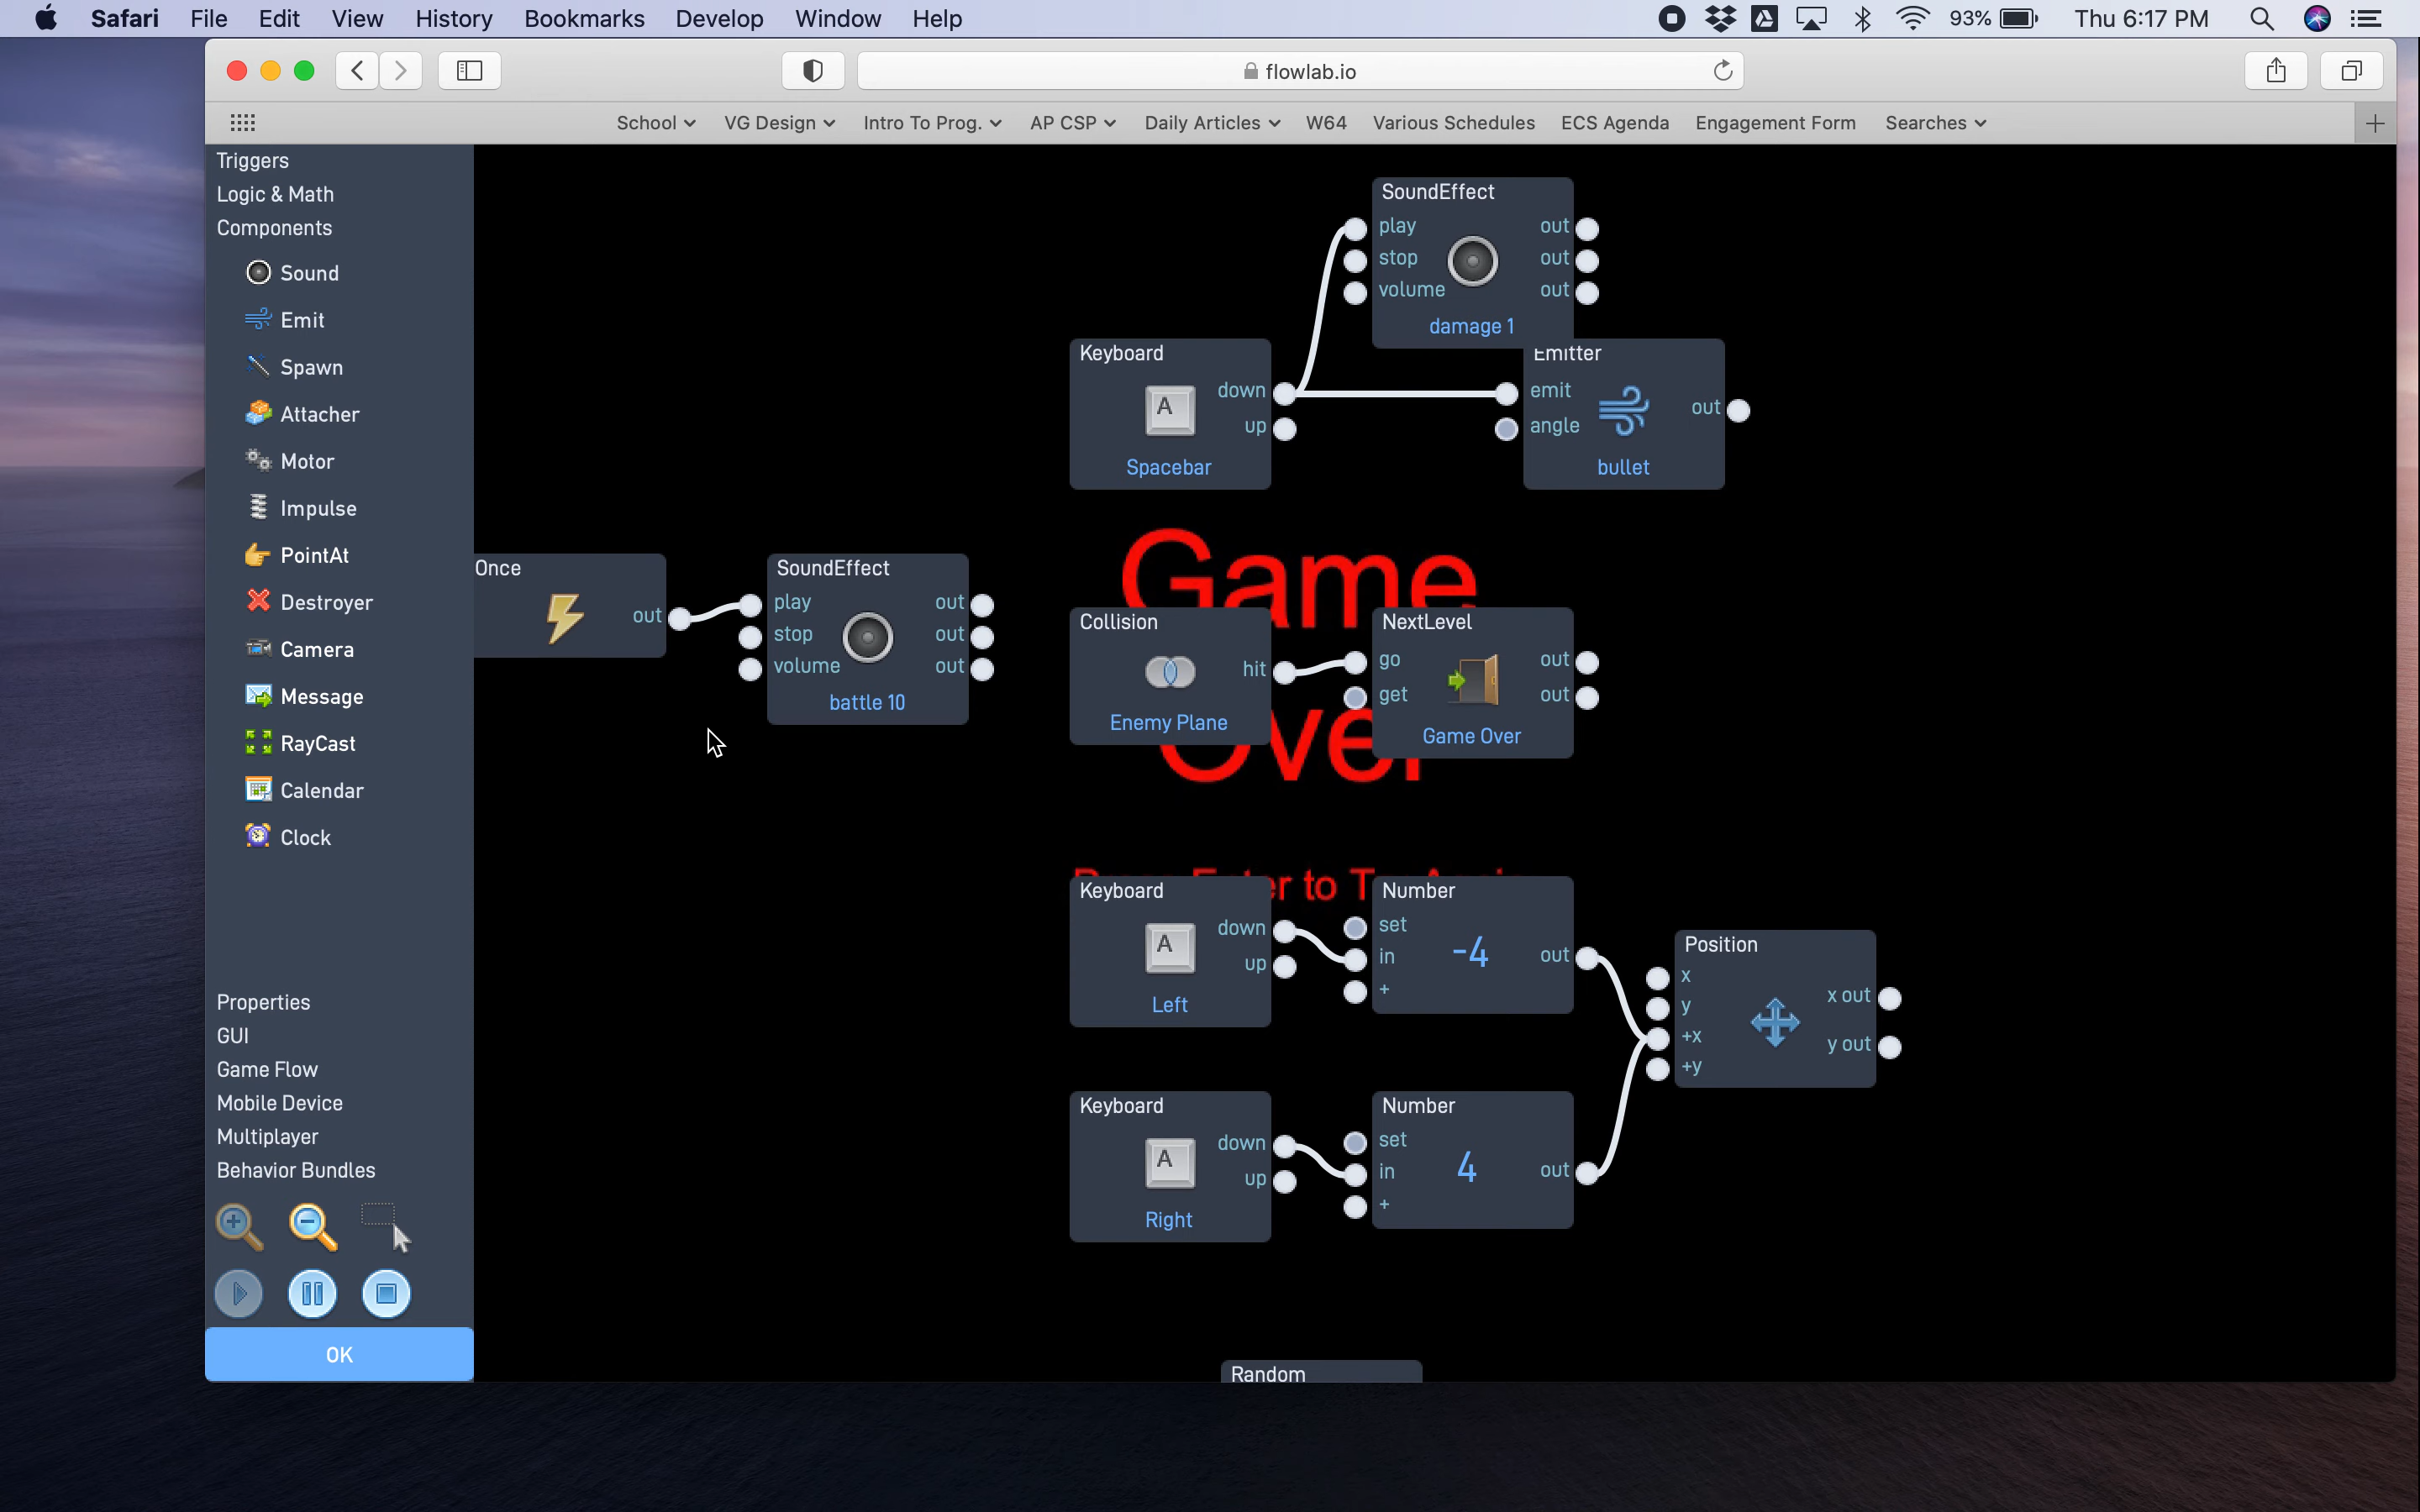 Safari File Edit View History Bookmarks Develop Window Help 93% Thu 6:17 PM
flowlab.io
School VG Design Intro To Prog. AP CSP Daily Articles W64 Various Schedules ECS Agenda Engagement Form Searches
Triggers
Logic & Math
Components
Sound
Emit
Spawn
Attacher
Motor
Impulse
PointAt
Destroyer
Camera
Message
RayCast
Calendar
Clock
Properties
GUI
Game Flow
Mobile Device
Multiplayer
Behavior Bundles
OK
SoundEffect
play out
stop out
volume out
damage 1
Keyboard
A
down
up
Spacebar
Emitter
emit
angle
out
bullet
Once
out
SoundEffect
play out
stop out
volume out
battle 10
Game
Over
Collision
hit
Enemy Plane
NextLevel
go out
get out
Game Over
to
Keyboard
A
down
up
Left
Number
set
in
+
-4
out
Position
x
y
+x
+y
x out
y out
Keyboard
A
down
up
Right
Number
set
in
+
4
out
Random